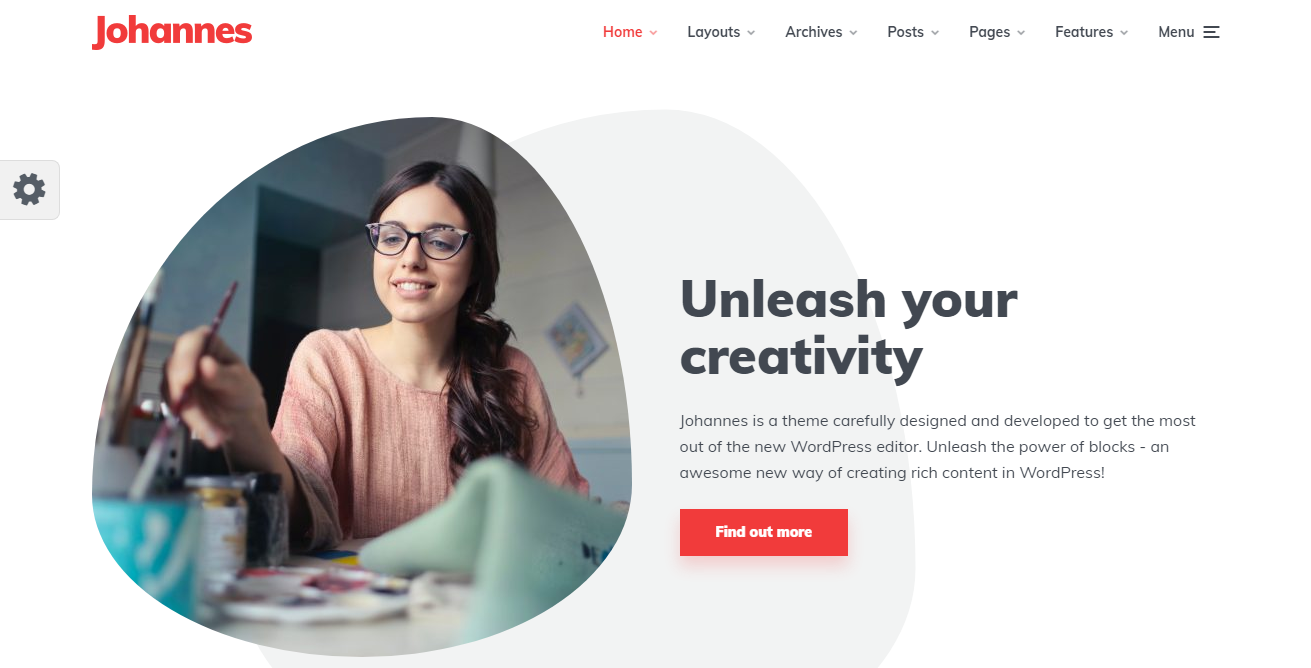 Johannes
Home Layouts Archives Posts Pages Features Menu
Unleash your
creativity
Johannes is a theme carefully designed and developed to get the most
out of the new WordPress editor. Unleash the power of blocks - an
awesome new way of creating rich content in WordPress!
Find out more